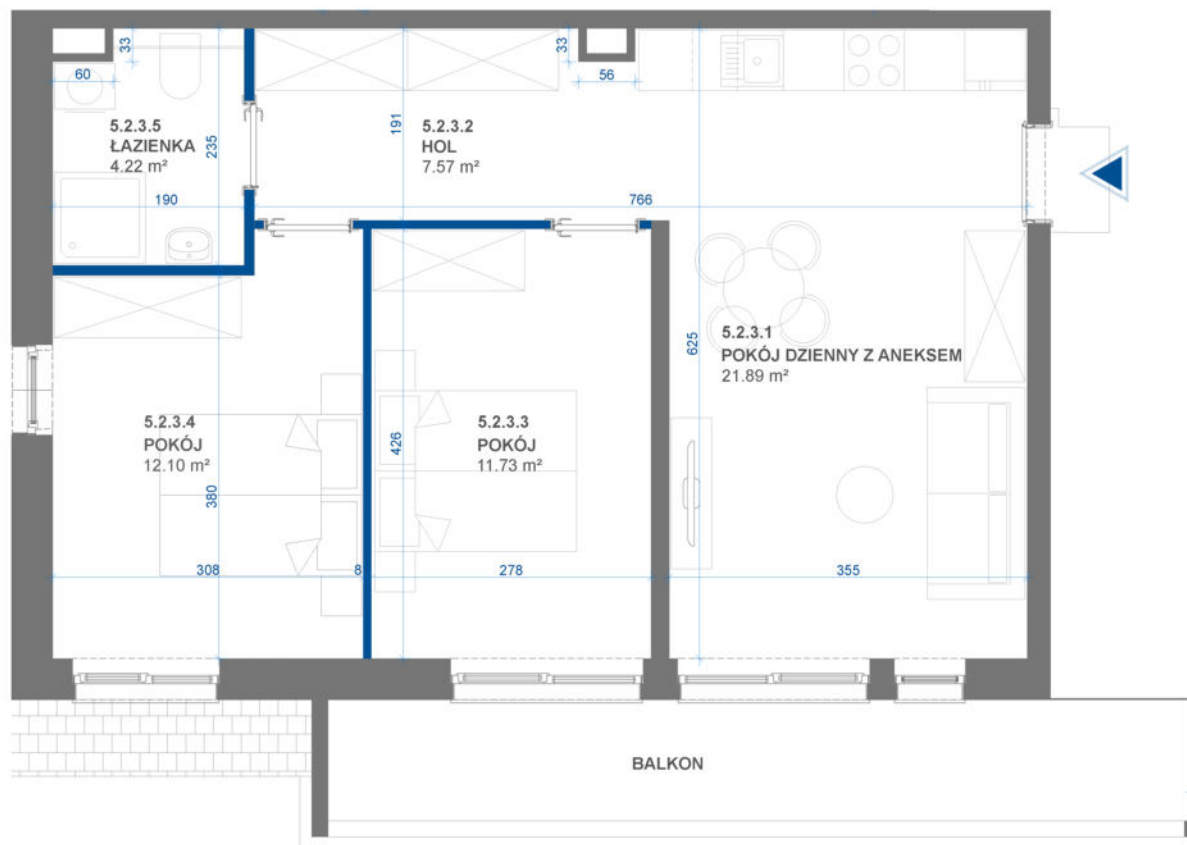 33
60
5.2.3.5
ŁAZIENKA
4.22 m²
235
190
191
5.2.3.2
HOL
7.57 m²
33
56
766
5.2.3.1
POKÓJ DZIENNY Z ANEKSEM
21.89 m²
625
5.2.3.4
POKÓJ
12.10 m²
380
426
5.2.3.3
POKÓJ
11.73 m²
308
8
278
355
BALKON